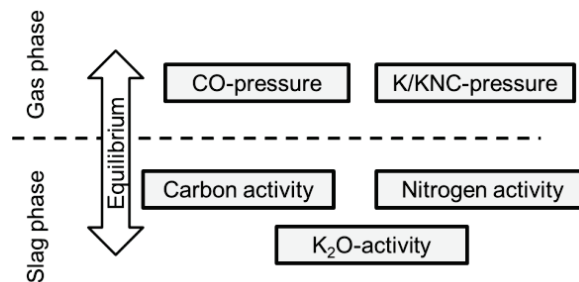 Gas phase
CO-pressure
K/KNC-pressure
Equilibrium
Slag phase
Carbon activity
Nitrogen activity
K₂O-activity